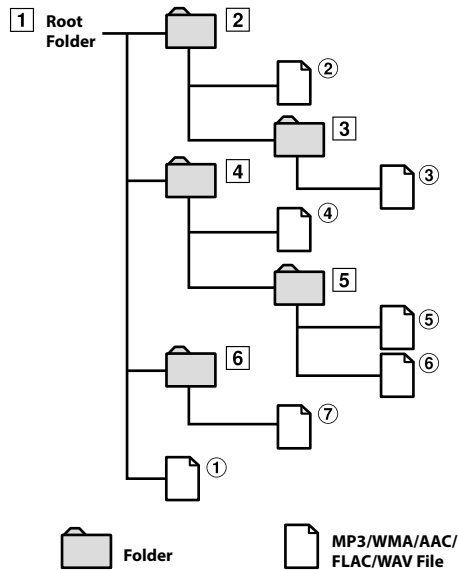 1 Root
Folder
2
②
3
③
4
④
5
⑤
⑥
6
⑦
①
Folder
MP3/WMA/AAC/
FLAC/WAV File